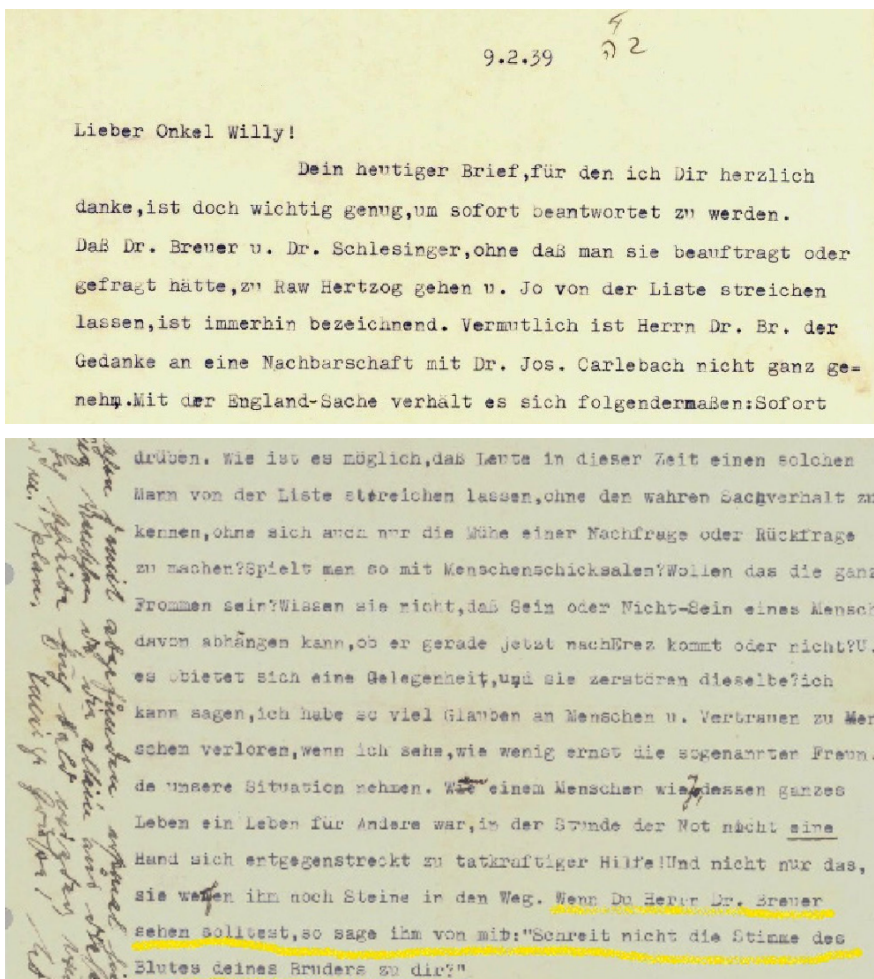 9.2.39
Lieber Onkel Willy!
Dein heutiger Brief,für den ich Dir herzlich
danke,ist doch wichtig genug,um sofort beantwortet zu werden.
Daß Dr. Breuer u. Dr. Schlesinger,ohne daß man sie beauftragt oder
gefragt hätte,zu Raw Hertzog gehen u. Jo von der Liste streichen
lassen,ist immerhin bezeichnend. Vermutlich ist Herrn Dr. Br. der
Gedanke an eine Nachbarschaft mit Dr. Jos. Carlebach nicht ganz ge=
nehm.Mit der England-Sache verhält es sich folgendermaßen:Sofort
drüben. Wie ist es möglich,daß Leute in dieser Zeit einen solchen
Mann von der Liste stereichen lassen,ohne den wahren Sachverhalt zu
kennen,ohne sich auch nur die Mühe einer Nachfrage oder Rückfrage
zu machen?Spielt man so mit Menschenschicksalen?Wollen das die ganz
Frommen sein?Wissen sie nicht,daß Sein oder Nicht-Sein eines Mensch
davon abhängen kann,ob er gerade jetzt nachErez kommt oder nicht?U.
es bietet sich eine Gelegenheit,und sie zerstören dieselbe?ich
kann sagen,ich habe so viel Glauben an Menschen u. Vertrauen zu Men
schen verloren,wenn ich sehe,wie wenig ernst die sogenannten Freun.
de unsere Situation nehmen. einem Menschen wie dessen ganzes
Leben ein Leben für Andere war,in der Stunde der Not nicht eine
Hand sich entgegenstreckt zu tatkraftiger Hilfe!Und nicht nur das,
sie werfen ihm noch Steine in den Weg. Wenn Du Herrn Dr. Breuer
sehen solltest,so sage ihm von mit:"Schreit nicht die Stimme des
Blutes deines Bruders zu dir?"